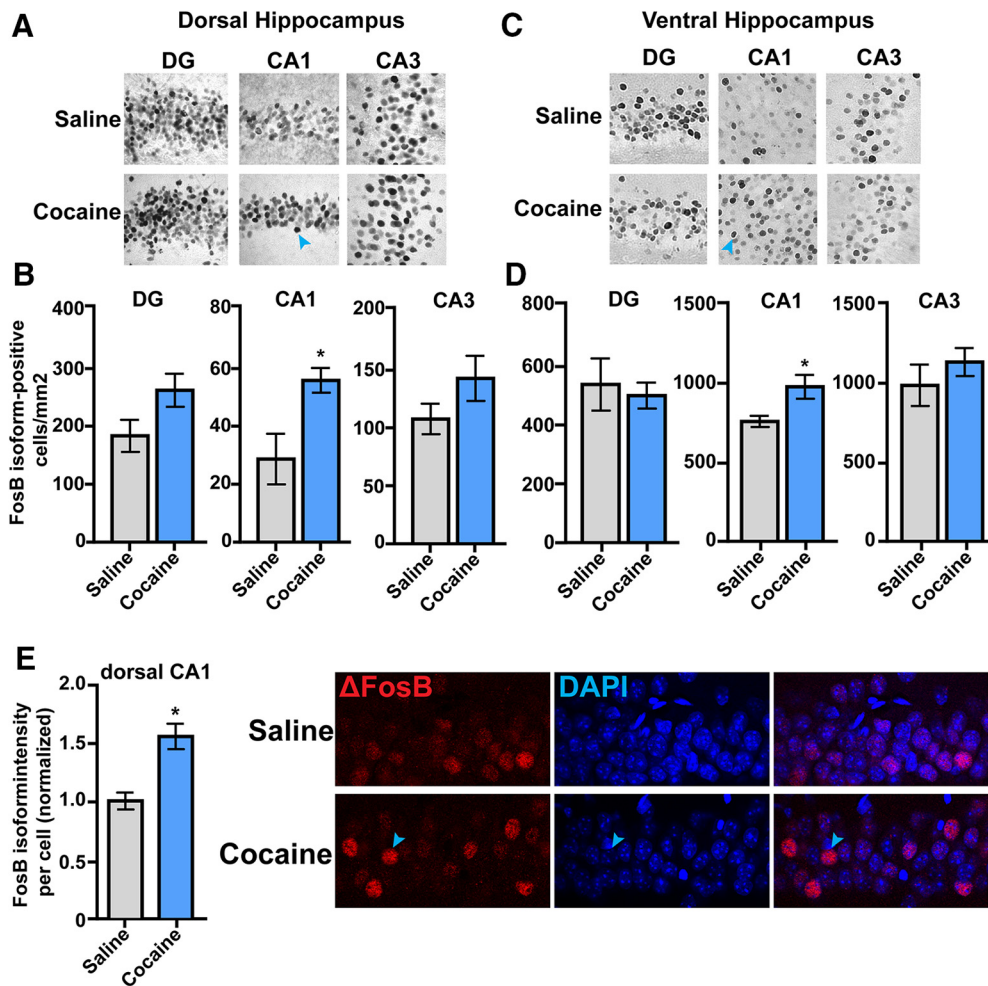 A
Dorsal Hippocampus
DG CA1 CA3
Saline
Cocaine
C
Ventral Hippocampus
DG CA1 CA3
Saline
Cocaine
B
FosB isoform-positive
cells/mm2
DG
400
300
200
100
0
Saline
Cocaine
CA1
80
60
40
20
0
*
Saline
Cocaine
CA3
200
150
100
50
0
Saline
Cocaine
D
DG
800
600
400
200
0
Saline
Cocaine
CA1
1500
1000
500
0
*
Saline
Cocaine
CA3
1500
1000
500
0
Saline
Cocaine
E
dorsal CA1
FosB isoformintensity
per cell (normalized)
2.0
1.5
1.0
0.5
0
*
Saline
Cocaine
ΔFosB
DAPI
Saline
Cocaine